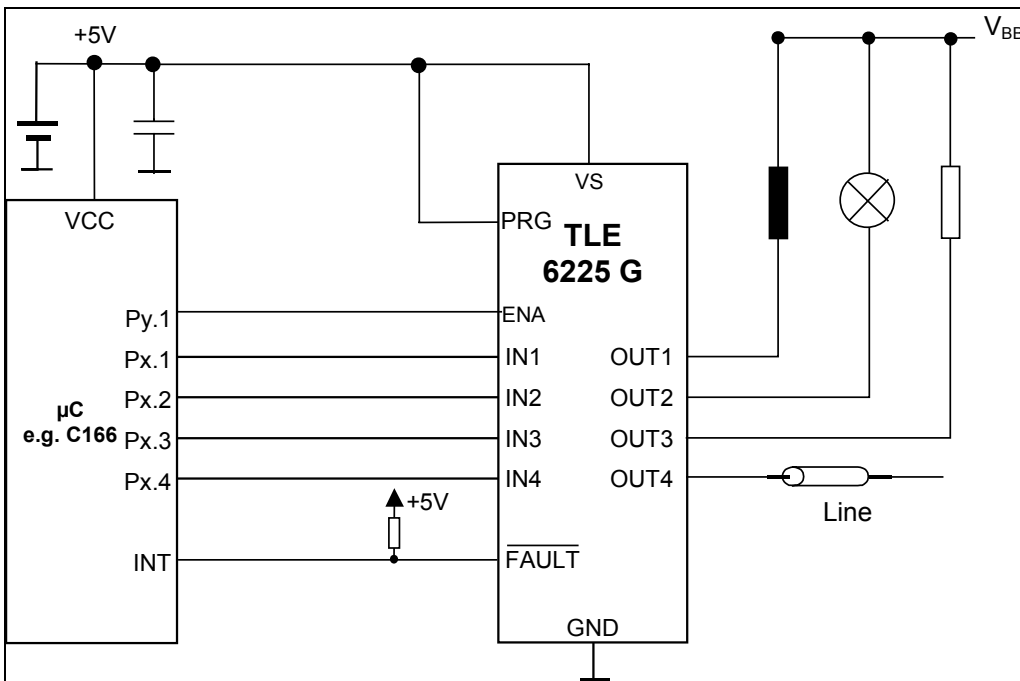 +5V
V_BB
VCC
VS
PRG
TLE
6225 G
Py.1
ENA
Px.1
IN1
OUT1
Px.2
IN2
OUT2
µC
e.g. C166
Px.3
IN3
OUT3
Px.4
IN4
OUT4
+5V
Line
INT
FAULT
GND